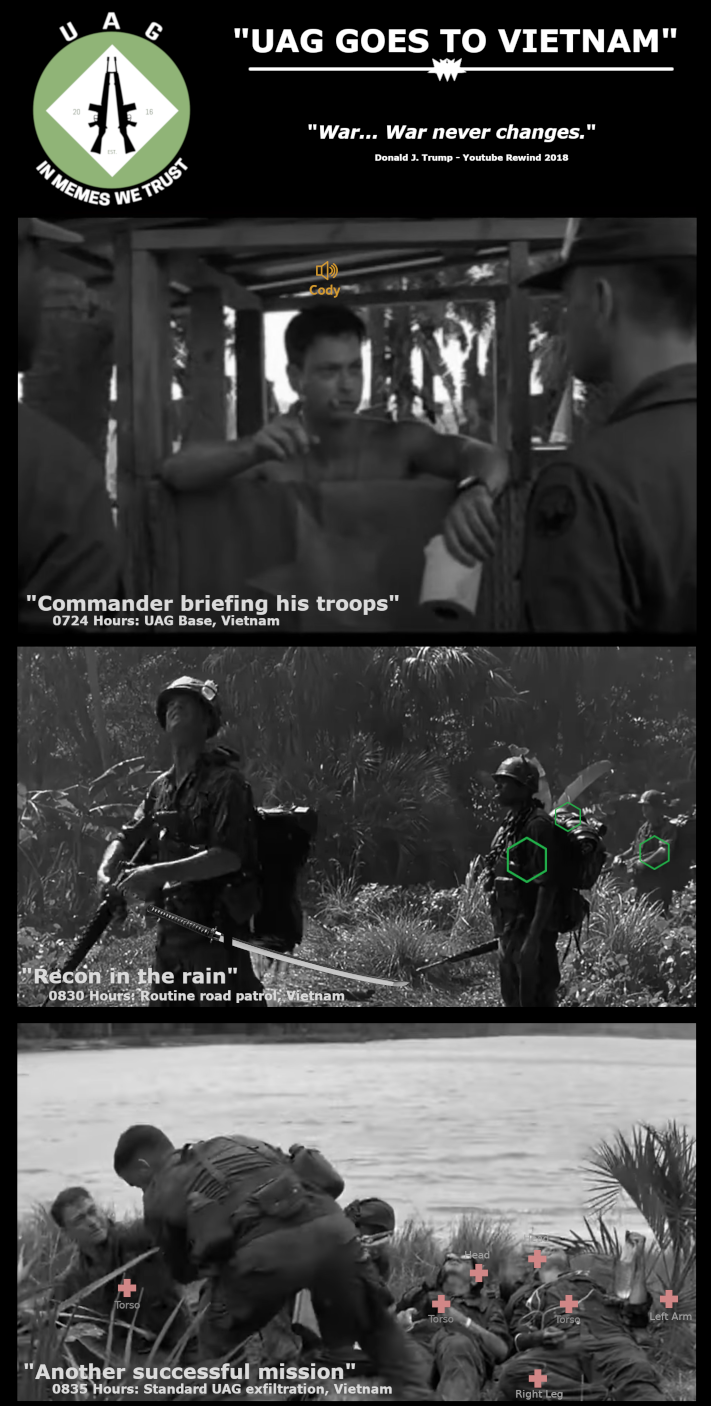 U A G
20 16
EST
IN MEMES WE TRUST
"UAG GOES TO VIETNAM"
"War... War never changes."
Donald J. Trump - Youtube Rewind 2018
Cody
"Commander briefing his troops"
0724 Hours: UAG Base, Vietnam
"Recon in the rain"
0830 Hours: Routine road patrol, Vietnam
Head
Torso
Torso
Torso
Left Arm
Right Leg
"Another successful mission"
0835 Hours: Standard UAG exfiltration, Vietnam